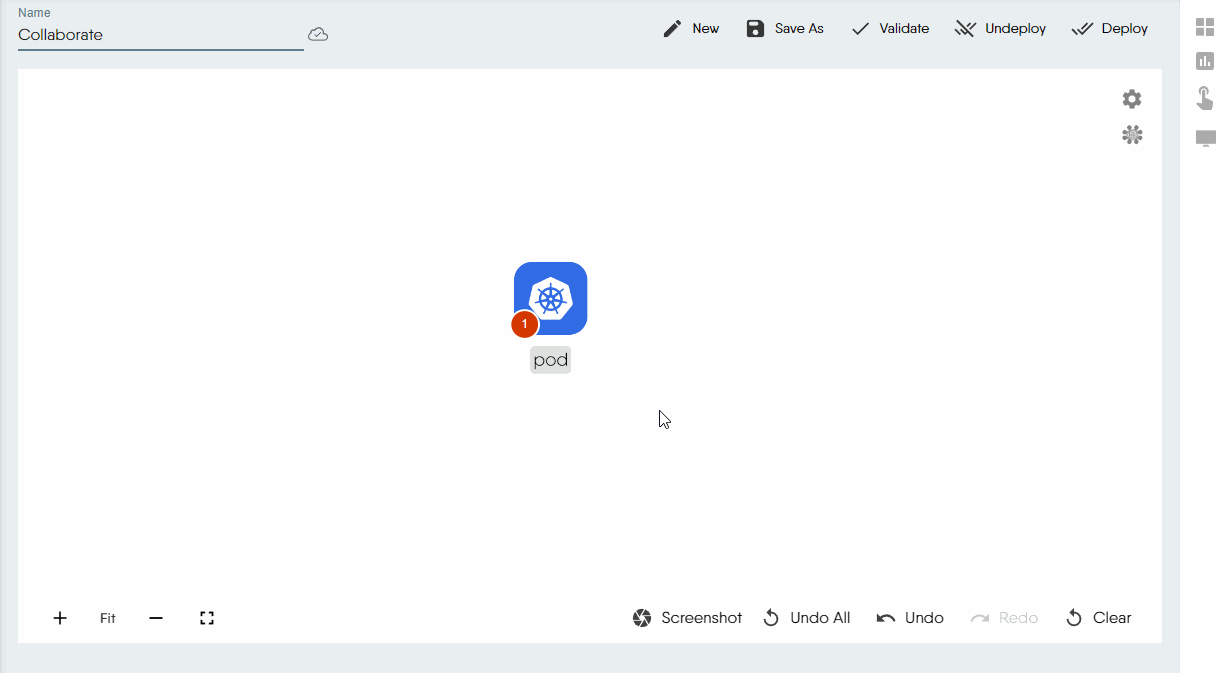 Name
Collaborate
New Save As Validate Undeploy Deploy
1
pod
Fit Screenshot Undo All Undo Redo Clear